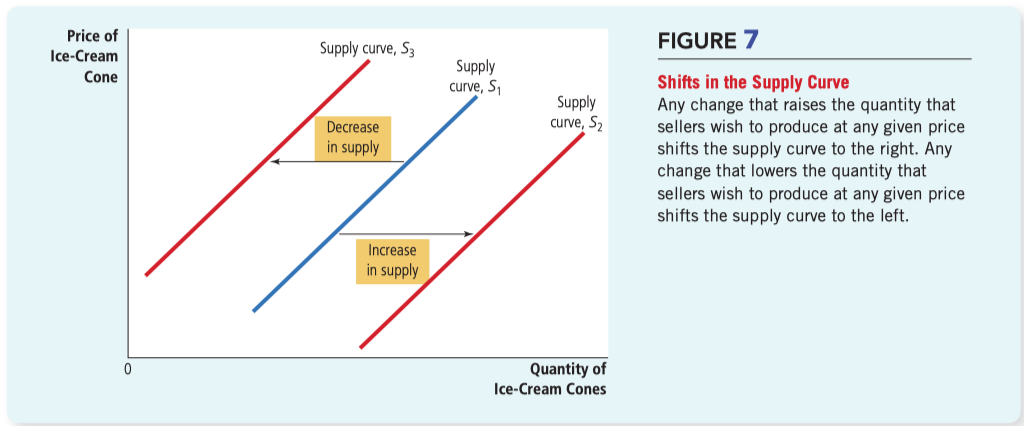 Price of
Ice-Cream
Cone
Supply curve, S3
Supply
curve, S1
Supply
curve, S2
Decrease
in supply
Increase
in supply
0
Quantity of
Ice-Cream Cones
FIGURE 7
Shifts in the Supply Curve
Any change that raises the quantity that
sellers wish to produce at any given price
shifts the supply curve to the right. Any
change that lowers the quantity that
sellers wish to produce at any given price
shifts the supply curve to the left.